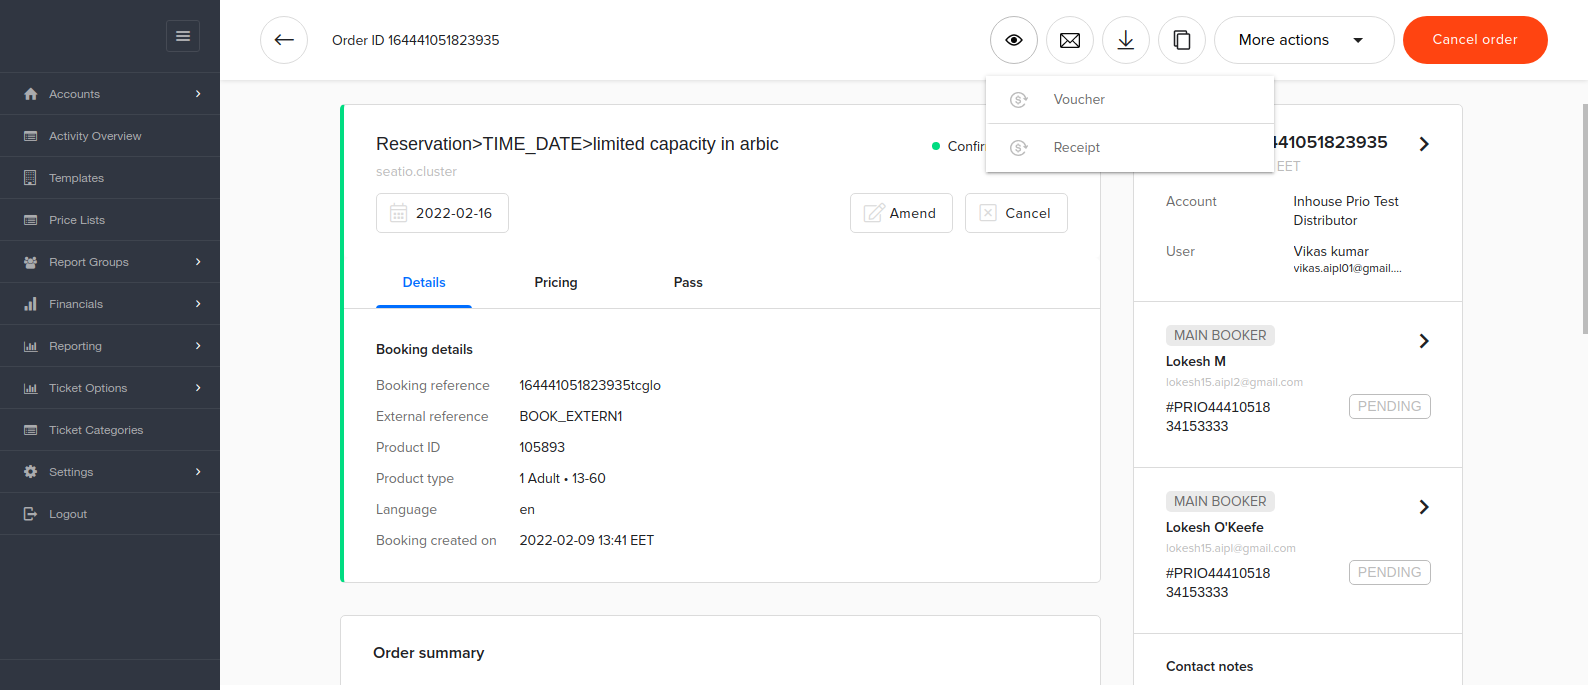 Order ID 164441051823935
More actions
Cancel order
Accounts
Activity Overview
Templates
Price Lists
Report Groups
Financials
Reporting
Ticket Options
Ticket Categories
Settings
Logout
Voucher
Receipt
Reservation>TIME_DATE>limited capacity in arbic
seatio.cluster
2022-02-16
Amend
Cancel
Details
Pricing
Pass
Booking details
Booking reference 164441051823935tcglo
External reference BOOK_EXTERN1
Product ID 105893
Product type 1 Adult • 13-60
Language en
Booking created on 2022-02-09 13:41 EET
Order summary
41051823935
EET
Account Inhouse Prio Test
Distributor
User Vikas kumar
vikas.aipl01@gmail....
MAIN BOOKER
Lokesh M
lokesh15.aipl2@gmail.com
#PRIO44410518
34153333
PENDING
MAIN BOOKER
Lokesh O'Keefe
lokesh15.aipl@gmail.com
#PRIO44410518
34153333
PENDING
Contact notes